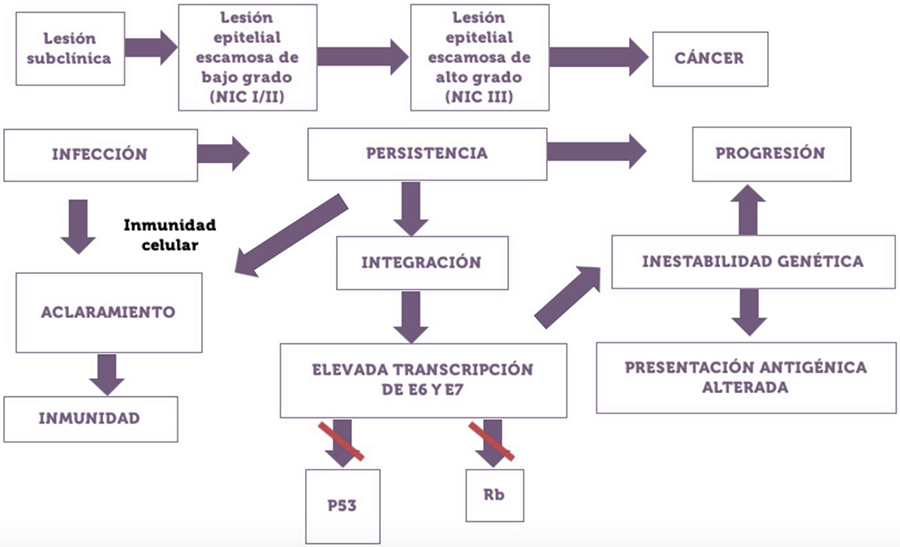 Lesión
subclínica
Lesión
epitelial
escamosa de
bajo grado
(NIC I/II)
Lesión
epitelial
escamosa de
alto grado
(NIC III)
CÁNCER
INFECCIÓN
PERSISTENCIA
PROGRESIÓN
Inmunidad
celular
INTEGRACIÓN
INESTABILIDAD GENÉTICA
ACLARAMIENTO
ELEVADA TRANSCRIPCIÓN
DE E6 Y E7
PRESENTACIÓN ANTIGÉNICA
ALTERADA
INMUNIDAD
P53
Rb